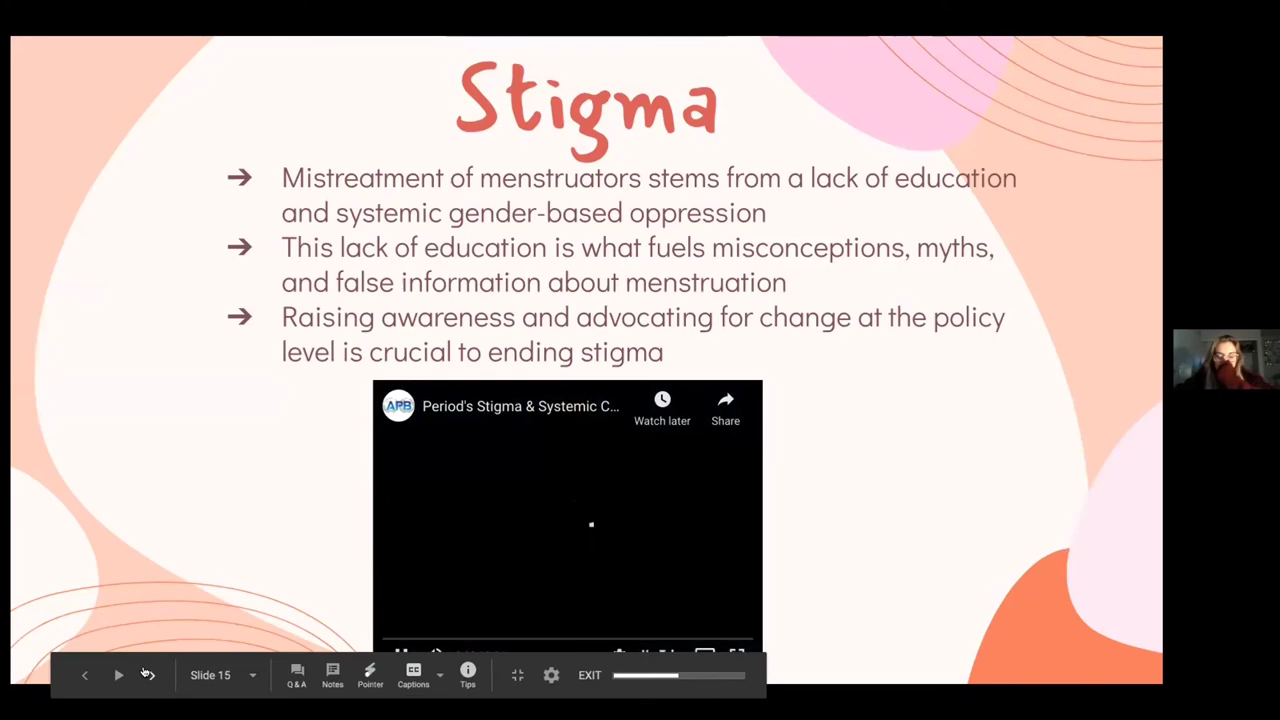 Stigma
➔ Mistreatment of menstruators stems from a lack of education
and systemic gender-based oppression
➔ This lack of education is what fuels misconceptions, myths,
and false information about menstruation
➔ Raising awareness and advocating for change at the policy
level is crucial to ending stigma
APB
Period's Stigma & Systemic C...
Watch later
Share
Slide 15
Q & A
Notes
Pointer
CC
Captions
Tips
EXIT